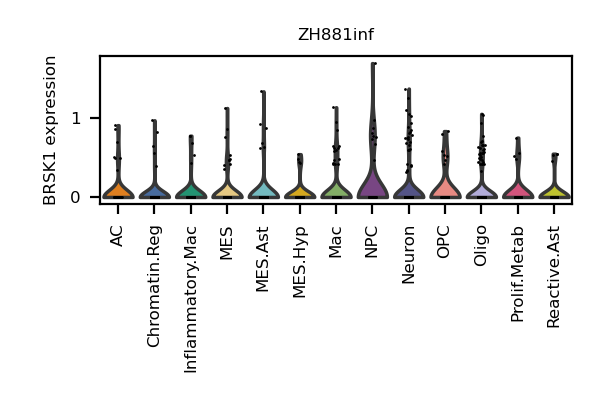 ZH881inf
BRSK1 expression
1
0
AC
Chromatin.Reg
Inflammatory.Mac
MES
MES.Ast
MES.Hyp
Mac
NPC
Neuron
OPC
Oligo
Prolif.Metab
Reactive.Ast